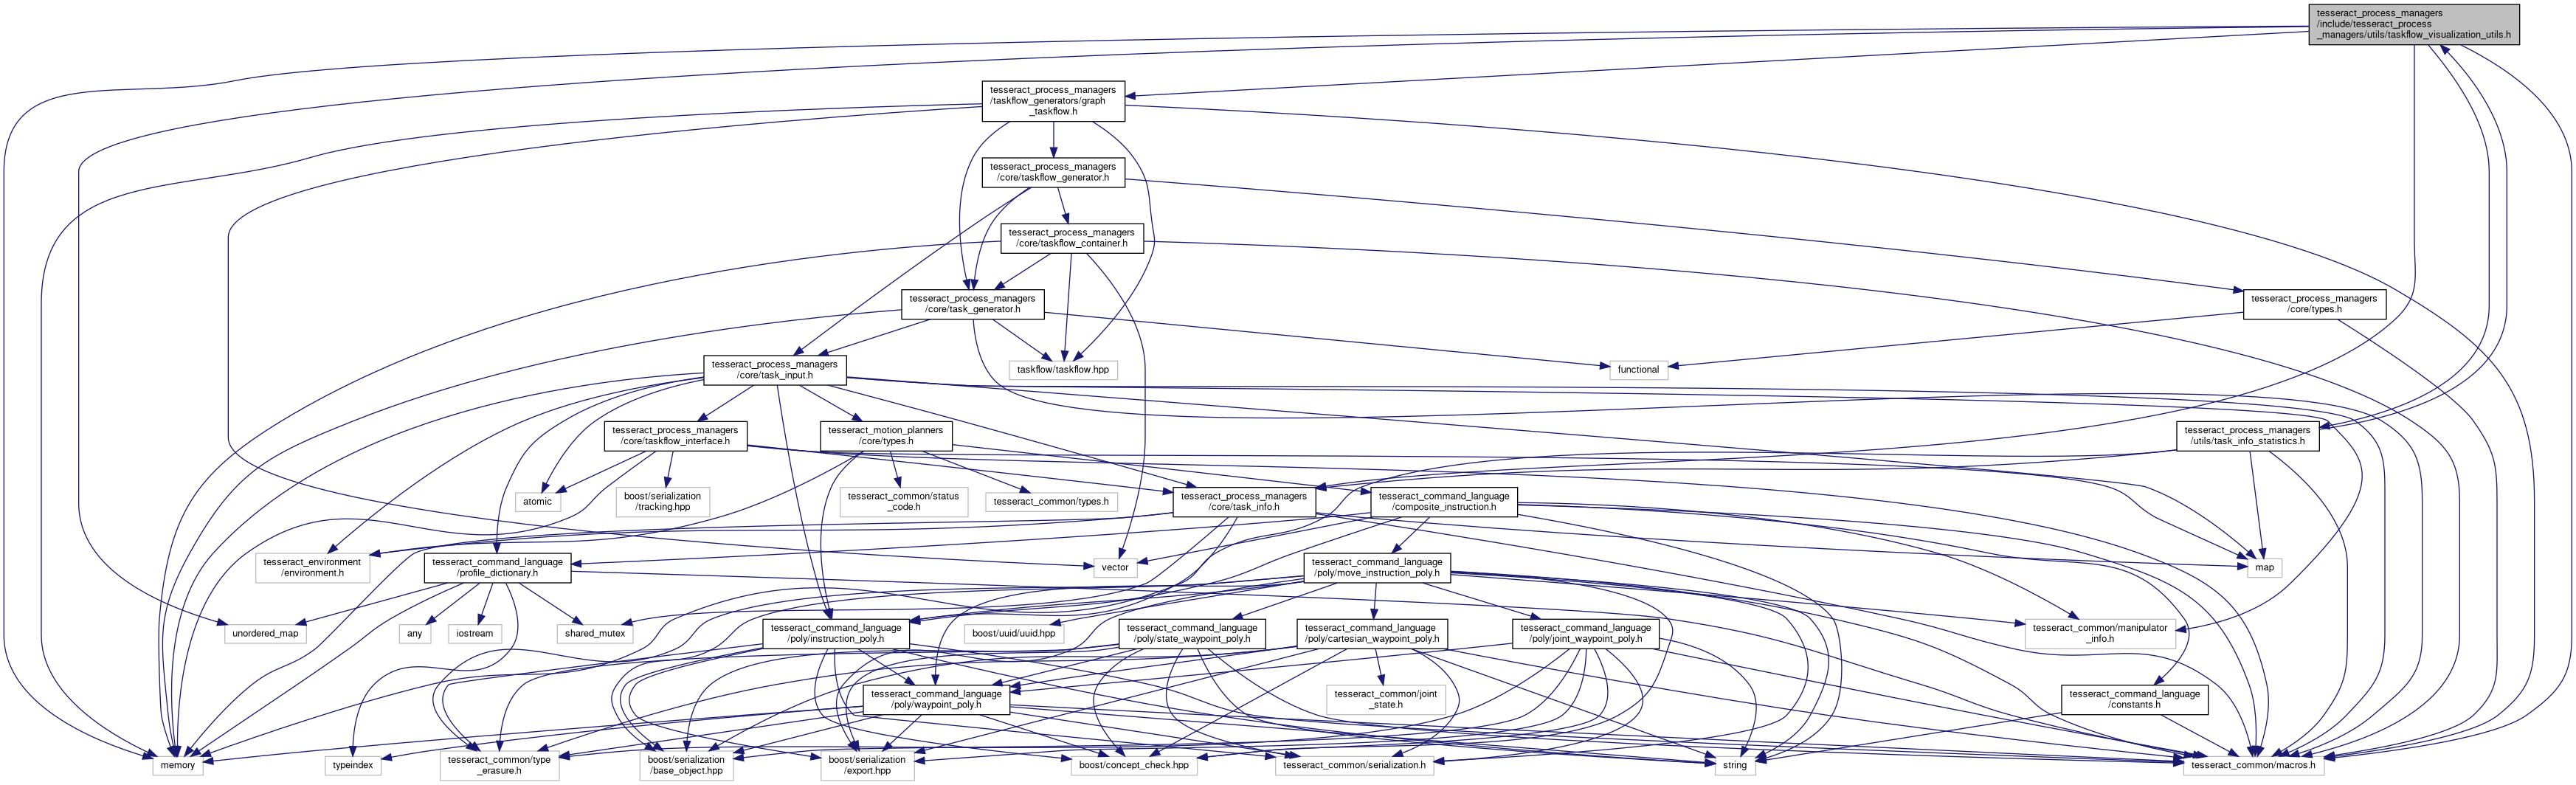 tesseract_process_managers
/include/tesseract_process
_managers/utils/taskflow_visualization_utils.h
tesseract_process_managers
/taskflow_generators/graph
_taskflow.h
tesseract_process_managers
/core/taskflow_generator.h
tesseract_process_managers
/core/taskflow_container.h
tesseract_process_managers
/core/task_generator.h
tesseract_process_managers
/core/types.h
tesseract_process_managers
/core/task_input.h
taskflow/taskflow.hpp
functional
tesseract_process_managers
/core/taskflow_interface.h
tesseract_motion_planners
/core/types.h
tesseract_process_managers
/utils/task_info_statistics.h
atomic
boost/serialization
/tracking.hpp
tesseract_common/status
_code.h
tesseract_common/types.h
tesseract_process_managers
/core/task_info.h
tesseract_command_language
/composite_instruction.h
tesseract_environment
/environment.h
tesseract_command_language
/profile_dictionary.h
vector
tesseract_command_language
/poly/move_instruction_poly.h
map
unordered_map
any
iostream
shared_mutex
tesseract_command_language
/poly/instruction_poly.h
boost/uuid/uuid.hpp
tesseract_command_language
/poly/state_waypoint_poly.h
tesseract_command_language
/poly/cartesian_waypoint_poly.h
tesseract_command_language
/poly/joint_waypoint_poly.h
tesseract_common/manipulator
_info.h
tesseract_command_language
/poly/waypoint_poly.h
tesseract_common/joint
_state.h
tesseract_command_language
/constants.h
memory
typeindex
tesseract_common/type
_erasure.h
boost/serialization
/base_object.hpp
boost/serialization
/export.hpp
boost/concept_check.hpp
tesseract_common/serialization.h
string
tesseract_common/macros.h